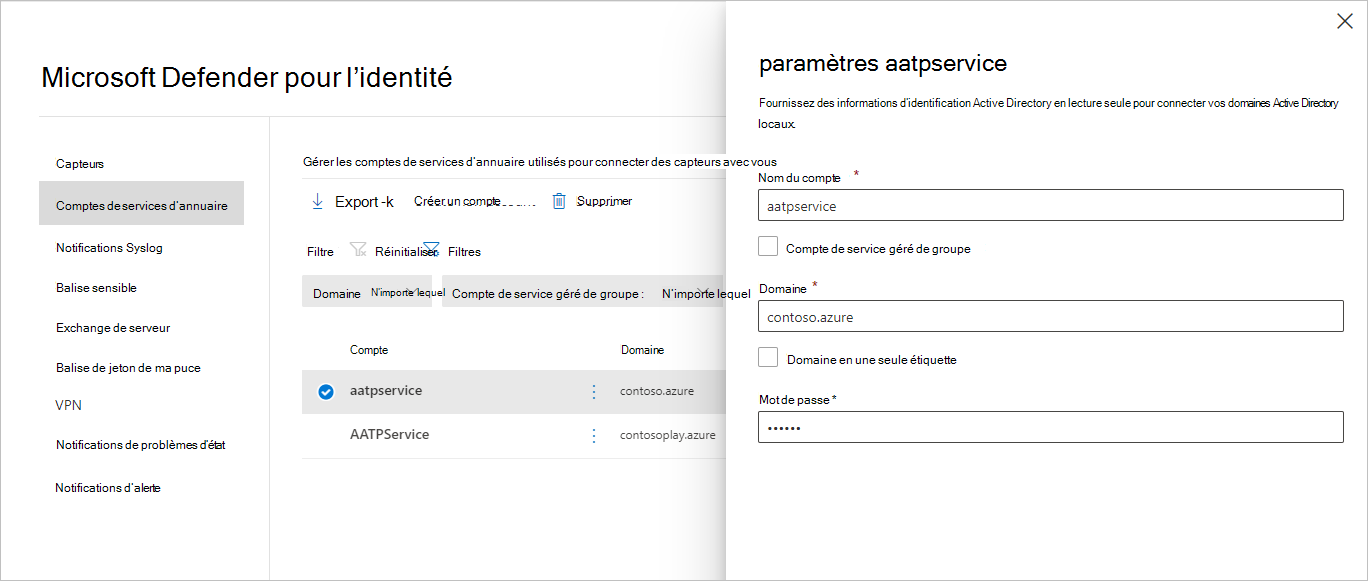 Microsoft Defender pour l'identité
Capteurs
Comptes de services d'annuaire
Notifications Syslog
Balise sensible
Exchange de serveur
Balise de jeton de ma puce
VPN
Notifications de problèmes d'état
Notifications d'alerte
Gérer les comptes de services d'annuaire utilisés pour connecter des capteurs avec vous
Export -k Créer un compte Supprimer
Filtre Réinitialiser Filtres
Domaine N'importe lequel Compte de service géré de groupe : N'importe lequel
Compte Domaine
aatpservice contoso.azure
AATPService contosoplay.azure
paramètres aatpservice
Fournissez des informations d'identification Active Directory en lecture seule pour connecter vos domaines Active Directory
locaux.
Nom du compte *
aatpservice
Compte de service géré de groupe
Domaine *
contoso.azure
Domaine en une seule étiquette
Mot de passe *
••••••